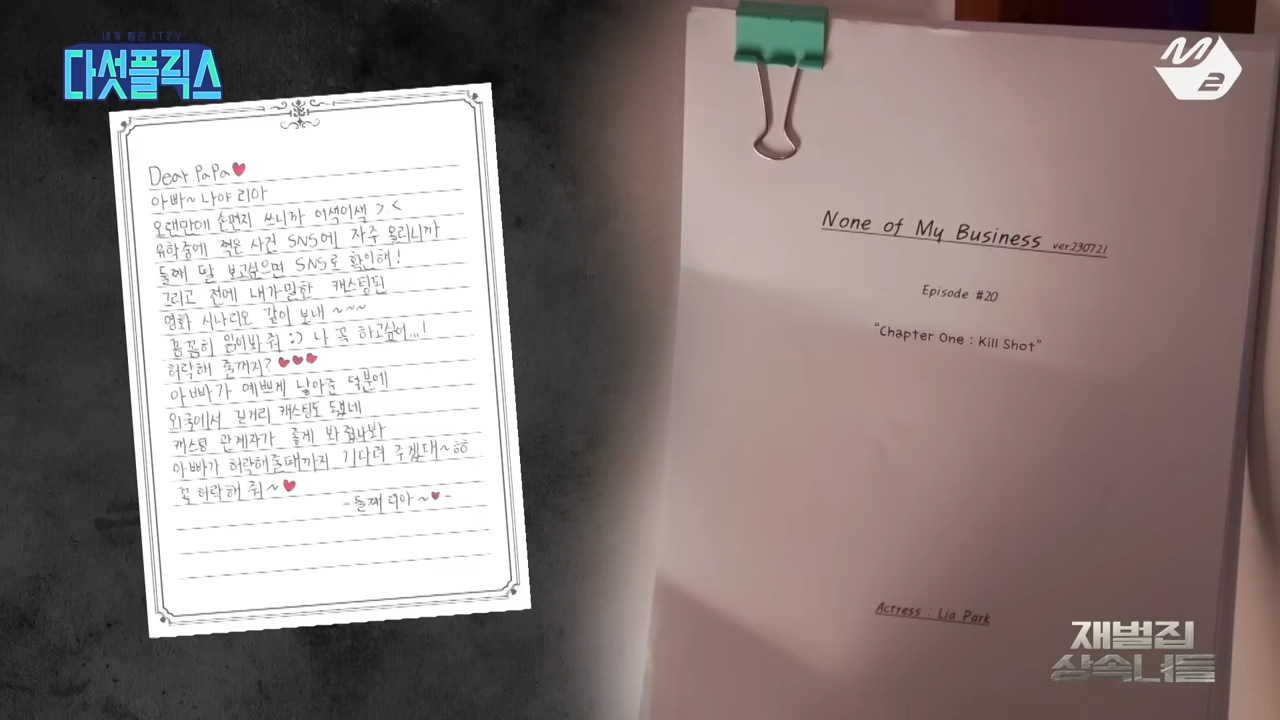 내가 찜한 ITZY
다섯플릭스
M2
Dear. PaPa♥
아빠~ 나야 리아
오랜만에 손편지 쓰니까 어색어색 > <
유학중에 찍은 사진 SNS에 자주 올리니까
둘째 딸 보고싶으면 SNS로 확인해!
그리고 전에 내가말한 캐스팅된
영화 시나리오 같이 보내 ~~~
꼼꼼히 읽어봐줘 :) 나 꼭 하고싶어...!
허락해 줄꺼지? ♥♥♥
아빠가 예쁘게 낳아준 덕분에
외국에서 길거리 캐스팅도 돼보네
캐스팅 관계자가 좋게 봐줬나봐
아빠가 허락해줄때까지 기다려 주겠대~ㅎㅎ
꼭 허락해 줘~♥
- 둘째 리아 ~♥ -
None of My Business ver.230721
Episode #20
"Chapter One : Kill Shot"
Actress : Lia Park
재벌집
상속녀들